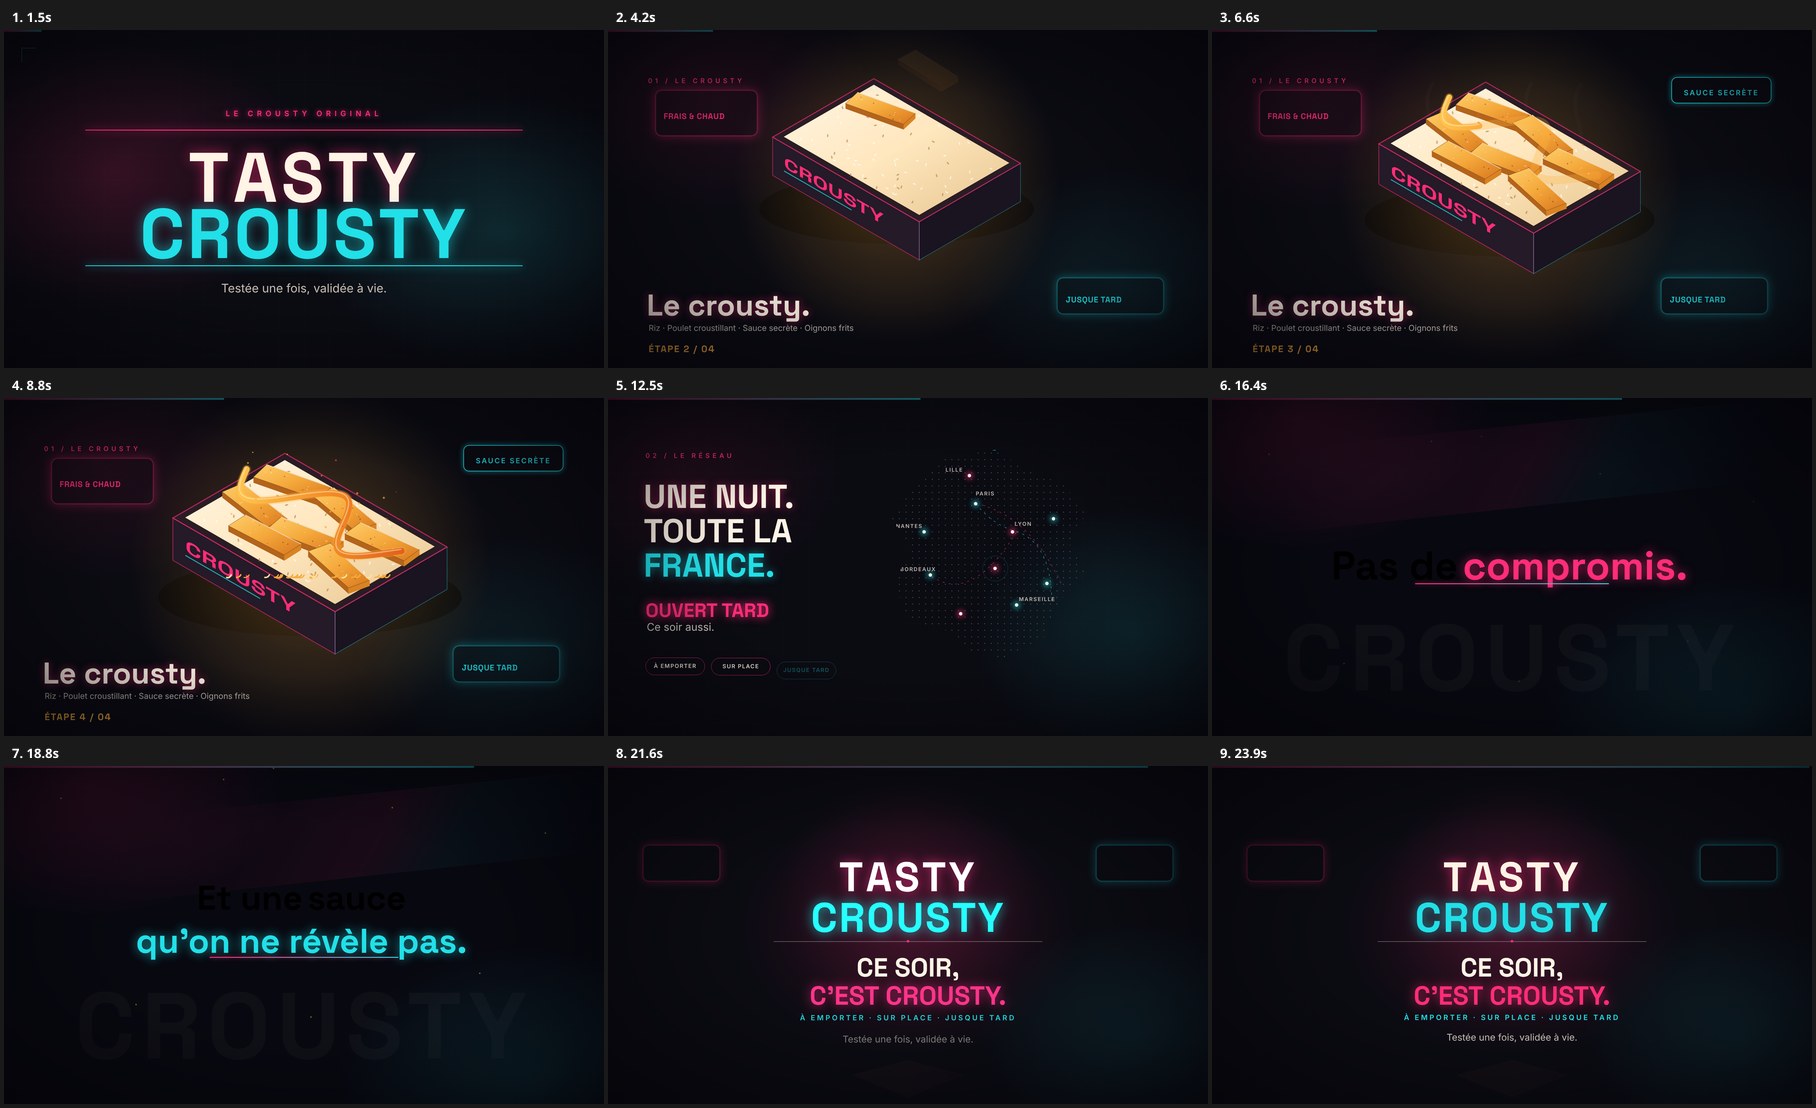 1. 1.5s
LE CROUSTY ORIGINAL
TASTY
CROUSTY
Testée une fois, validée à vie.
2. 4.2s
01 / LE CROUSTY
FRAIS & CHAUD
CROUSTY
JUSQUE TARD
Le crousty.
Riz · Poulet croustillant · Sauce secrète · Oignons frits
ÉTAPE 2 / 04
3. 6.6s
01 / LE CROUSTY
FRAIS & CHAUD
SAUCE SECRÈTE
CROUSTY
JUSQUE TARD
Le crousty.
Riz · Poulet croustillant · Sauce secrète · Oignons frits
ÉTAPE 3 / 04
4. 8.8s
01 / LE CROUSTY
FRAIS & CHAUD
SAUCE SECRÈTE
CROUSTY
JUSQUE TARD
Le crousty.
Riz · Poulet croustillant · Sauce secrète · Oignons frits
ÉTAPE 4 / 04
5. 12.5s
02 / LE RÉSEAU
UNE NUIT.
TOUTE LA
FRANCE.
OUVERT TARD
Ce soir aussi.
À EMPORTER
SUR PLACE
JUSQUE TARD
LILLE
PARIS
NANTES
LYON
BORDEAUX
MARSEILLE
6. 16.4s
Pas de compromis.
CROUSTY
7. 18.8s
Et une sauce
qu'on ne révèle pas.
CROUSTY
8. 21.6s
TASTY
CROUSTY
CE SOIR,
C'EST CROUSTY.
À EMPORTER · SUR PLACE · JUSQUE TARD
Testée une fois, validée à vie.
9. 23.9s
TASTY
CROUSTY
CE SOIR,
C'EST CROUSTY.
À EMPORTER · SUR PLACE · JUSQUE TARD
Testée une fois, validée à vie.